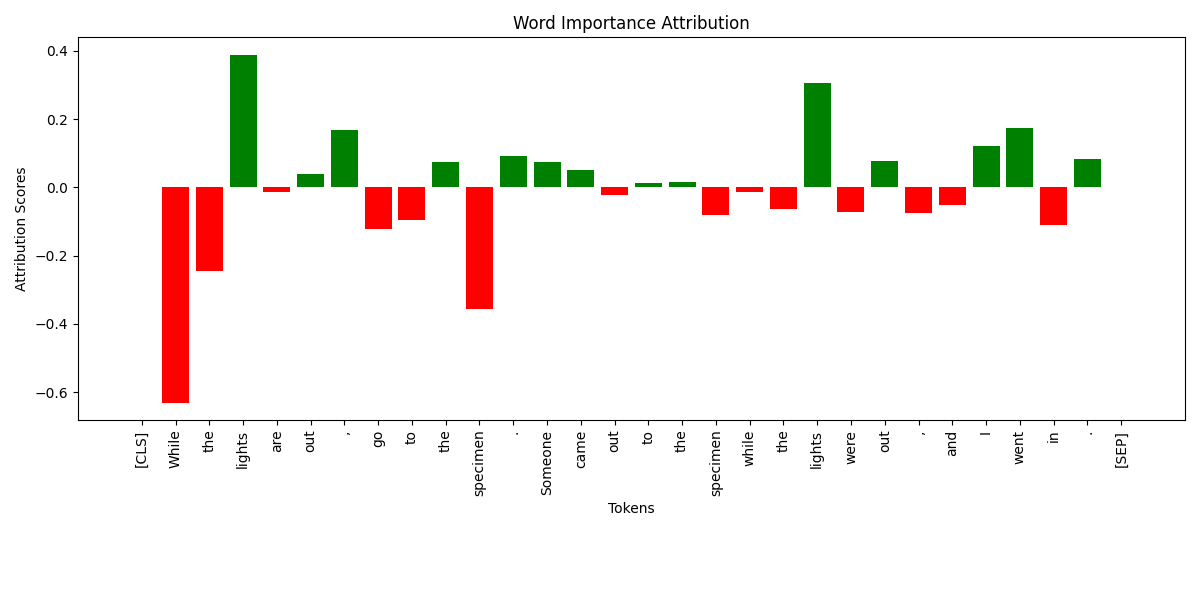 Word Importance Attribution
Attribution Scores
0.4
0.2
0.0
−0.2
−0.4
−0.6
[CLS]
While
the
lights
are
out
,
go
to
the
specimen
.
Someone
came
out
to
the
specimen
while
the
lights
were
out
,
and
I
went
in
.
[SEP]
Tokens